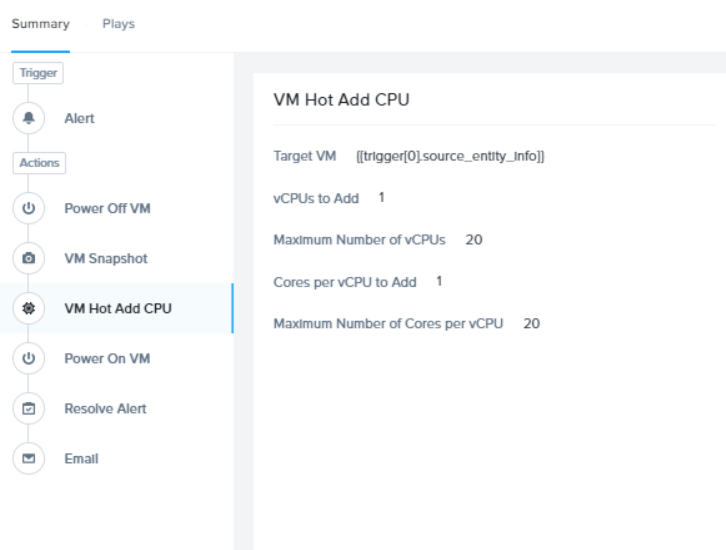 Summary Plays
Trigger
Alert
Actions
Power Off VM
VM Snapshot
VM Hot Add CPU
Power On VM
Resolve Alert
Email
VM Hot Add CPU
Target VM {{trigger[0].source_entity_info}}
vCPUs to Add 1
Maximum Number of vCPUs 20
Cores per vCPU to Add 1
Maximum Number of Cores per vCPU 20